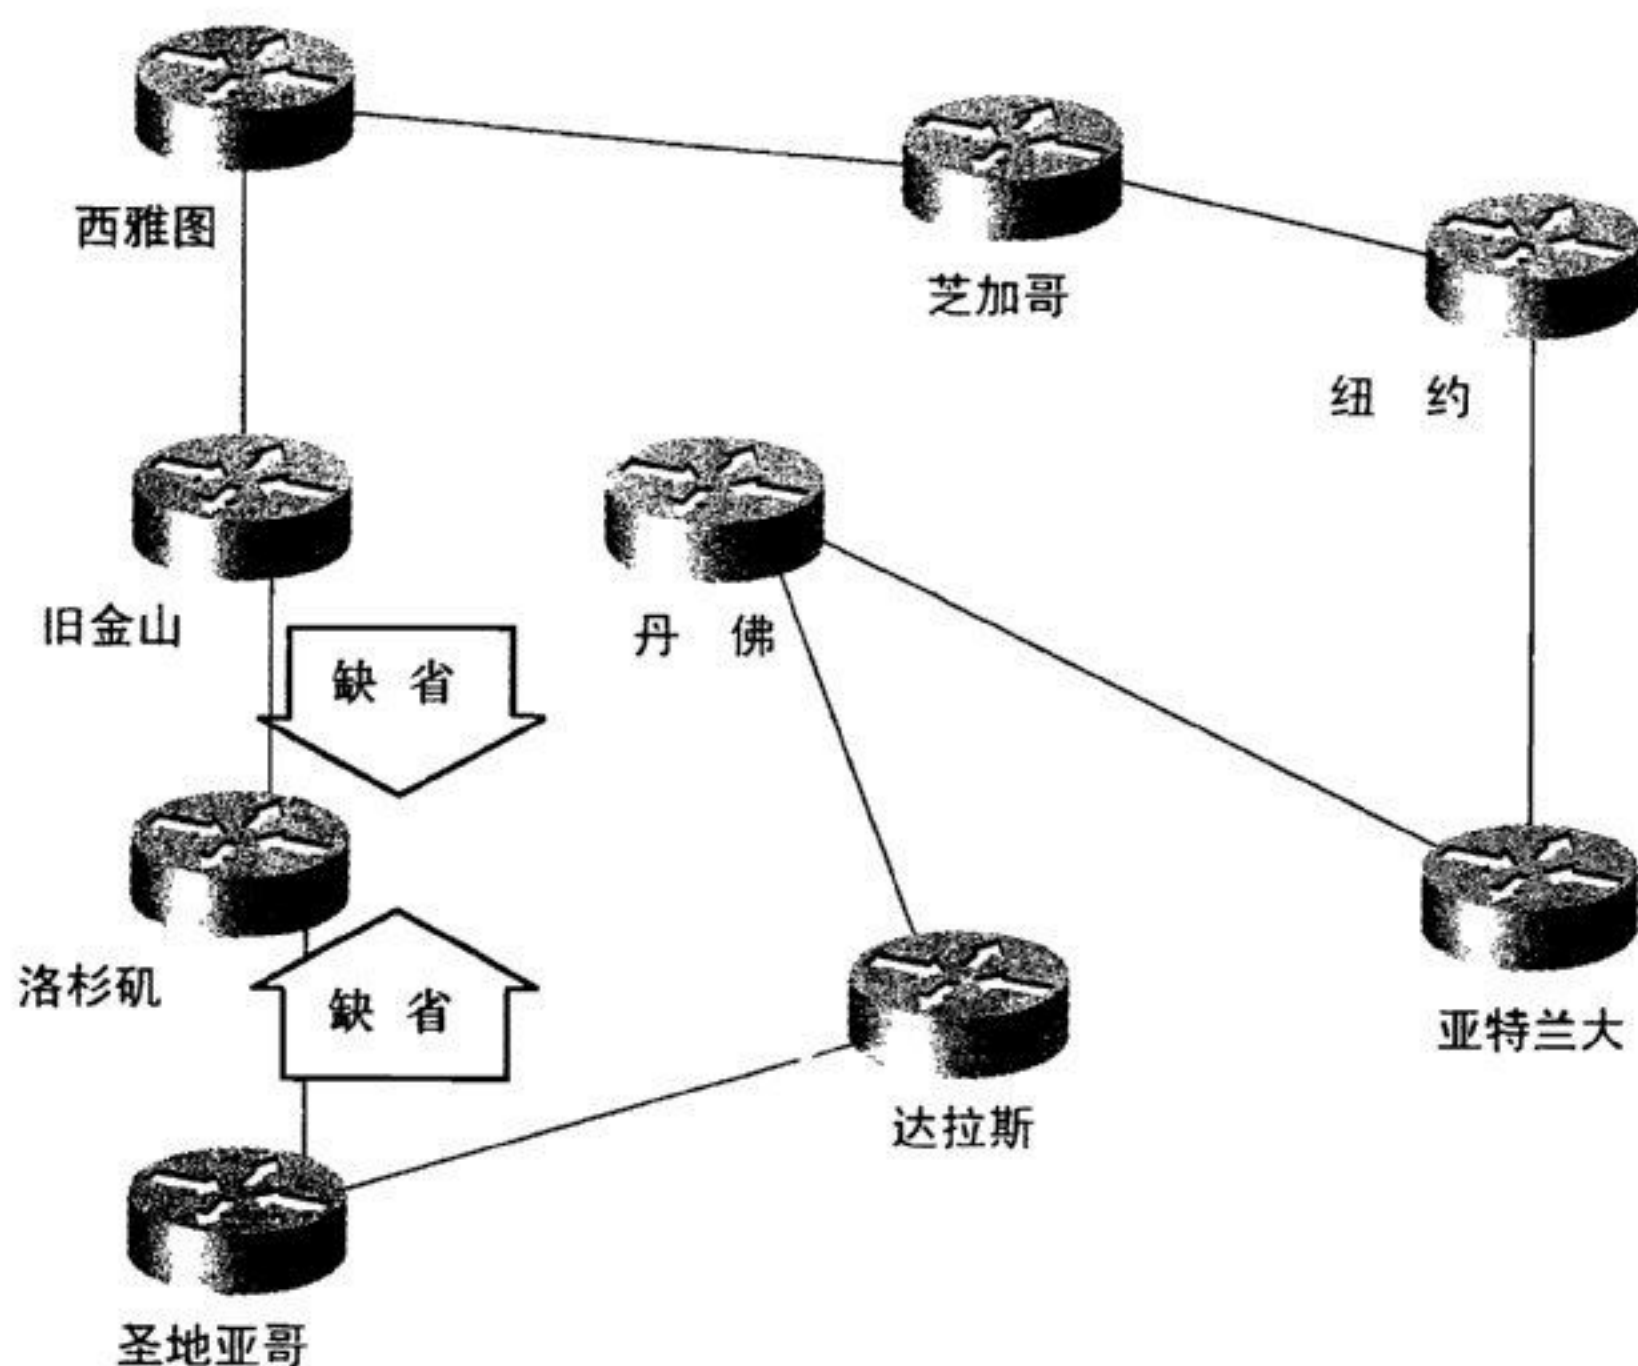 西雅图
芝加哥
纽 约
旧金山
丹 佛
缺 省
洛杉矶
缺 省
亚特兰大
达拉斯
圣地亚哥